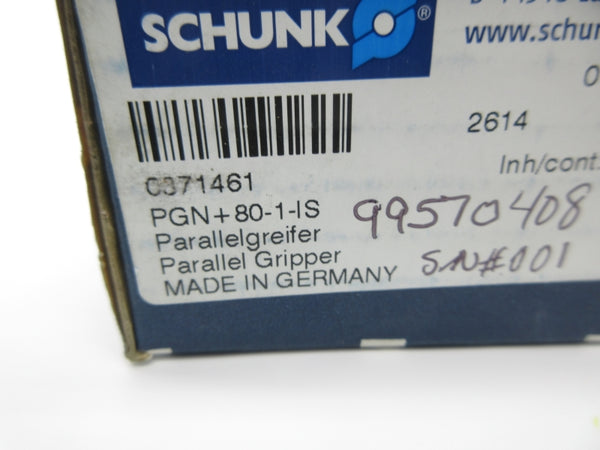 SCHUNK ®
www.schun
2614
Inh/cont.
0371461
PGN+80-1-IS
99570408
Parallelgreifer
Parallel Gripper
SN#001
MADE IN GERMANY